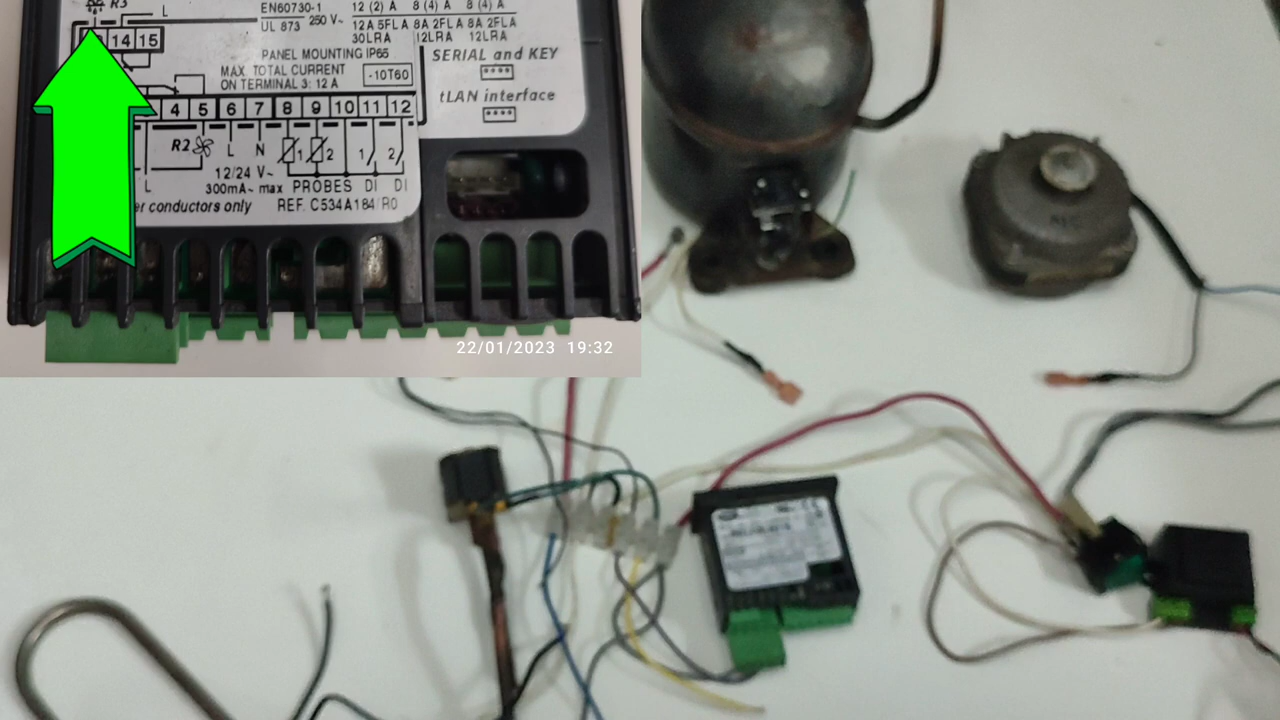 R3
L
EN60730-1
UL 873
250 V~
12 (2) A 8 (4) A 8 (4) A
12A 5FLA 8A 2FLA 8A 2FLA
30LRA 12LRA 12LRA
14 15
PANEL MOUNTING IP65
MAX. TOTAL CURRENT
ON TERMINAL 3: 12 A
-10T60
SERIAL and KEY
tLAN interface
4 5 6 7 8 9 10 11 12
R2 L N 1 2 1 2
L
12/24 V~
300mA~ max
PROBES DI DI
er conductors only
REF. C534A184/R0
22/01/2023 19:32